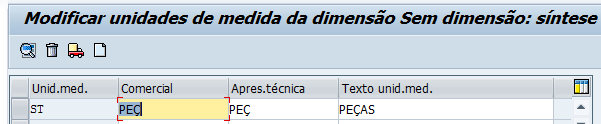 Modificar unidades de medida da dimensão Sem dimensão: síntese
Unid.med. Comercial Apres.técnica Texto unid.med.
ST PEÇ PEÇ PEÇAS